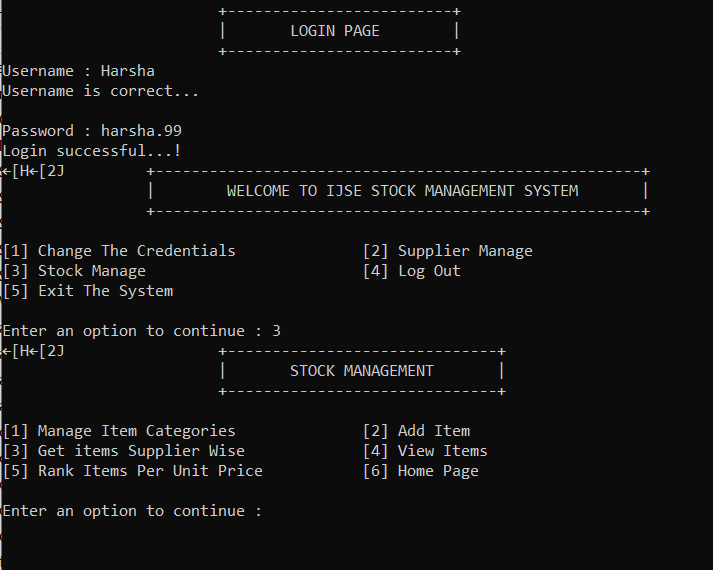 +-------------------------+
|       LOGIN PAGE        |
+-------------------------+
Username : Harsha
Username is correct...
Password : harsha.99
Login successful...!
←[H←[2J         +------------------------------------------------------+
|        WELCOME TO IJSE STOCK MANAGEMENT SYSTEM       |
+------------------------------------------------------+
[1] Change The Credentials              [2] Supplier Manage
[3] Stock Manage                        [4] Log Out
[5] Exit The System
Enter an option to continue : 3
←[H←[2J                 +------------------------------+
|       STOCK MANAGEMENT       |
+------------------------------+
[1] Manage Item Categories              [2] Add Item
[3] Get items Supplier Wise             [4] View Items
[5] Rank Items Per Unit Price           [6] Home Page
Enter an option to continue :